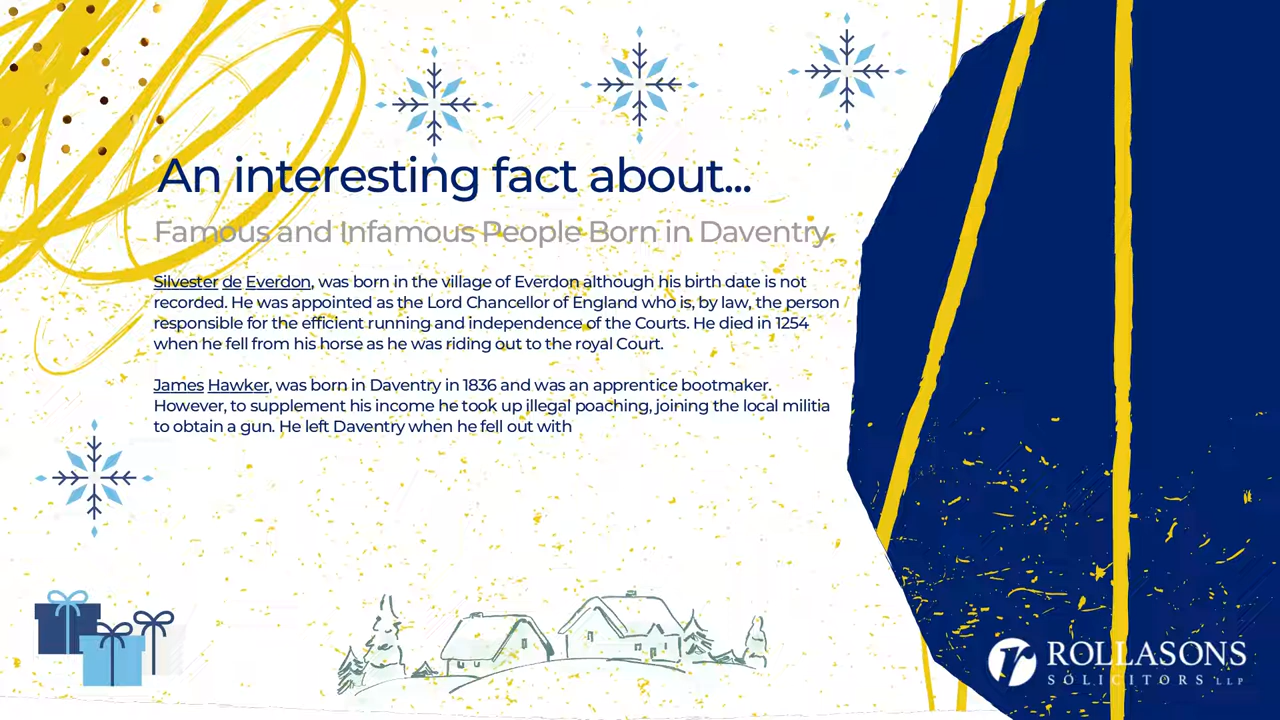 An interesting fact about...
Famous and Infamous People Born in Daventry.
Silvester de Everdon, was born in the village of Everdon although his birth date is not
recorded. He was appointed as the Lord Chancellor of England who is, by law, the person
responsible for the efficient running and independence of the Courts. He died in 1254
when he fell from his horse as he was riding out to the royal Court.
James Hawker, was born in Daventry in 1836 and was an apprentice bootmaker.
However, to supplement his income he took up illegal poaching, joining the local militia
to obtain a gun. He left Daventry when he fell out with
ROLLASONS
SOLICITORS LLP